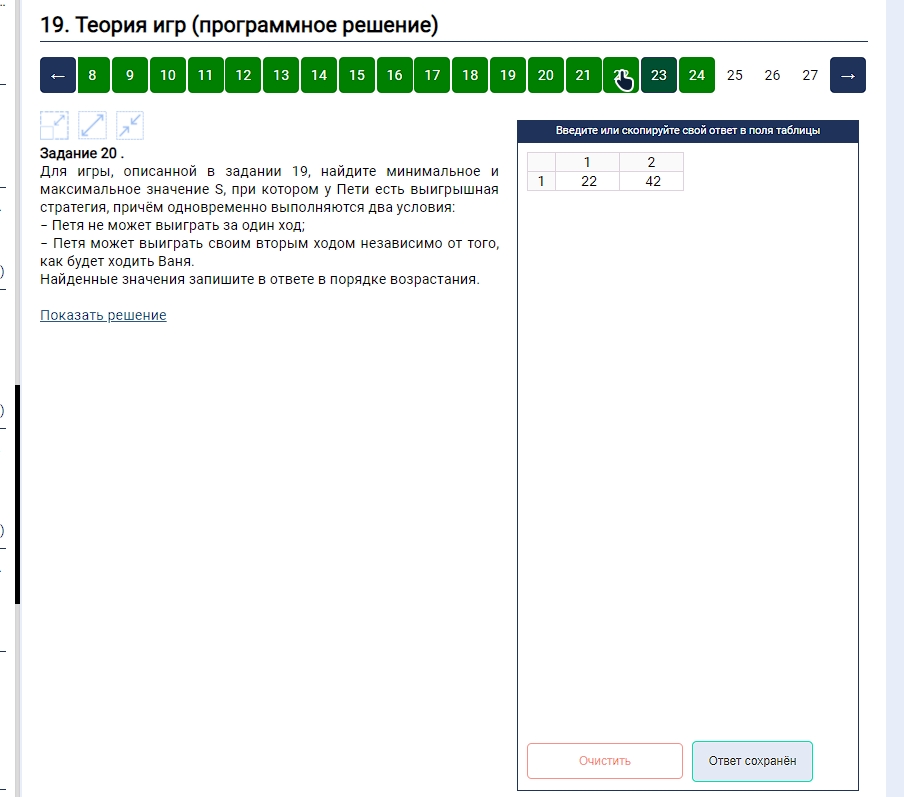 19. Теория игр (программное решение)
← 8 9 10 11 12 13 14 15 16 17 18 19 20 21 23 24 25 26 27 →
Задание 20 .
Для игры, описанной в задании 19, найдите минимальное и
максимальное значение S, при котором у Пети есть выигрышная
стратегия, причём одновременно выполняются два условия:
− Петя не может выиграть за один ход;
− Петя может выиграть своим вторым ходом независимо от того,
как будет ходить Ваня.
Найденные значения запишите в ответе в порядке возрастания.
Показать решение
Введите или скопируйте свой ответ в поля таблицы
1 2
1 22 42
Очистить
Ответ сохранён